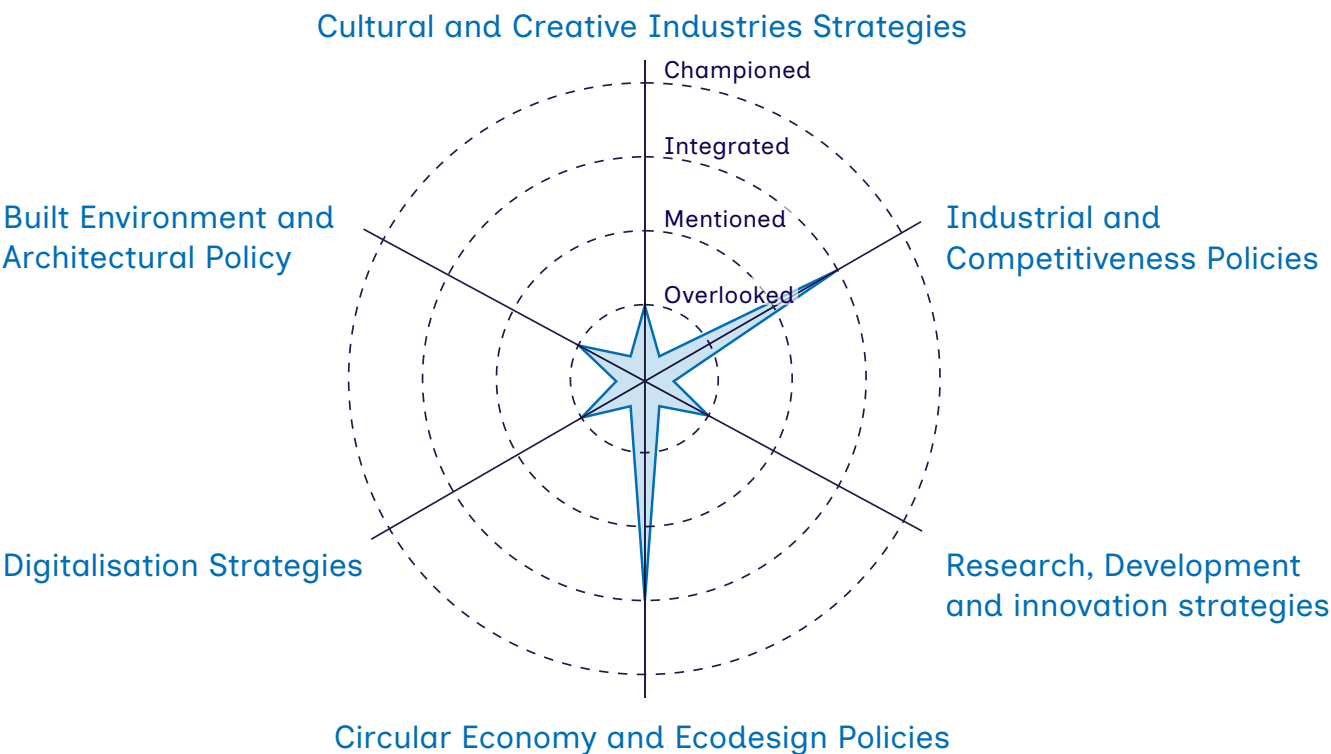 Cultural and Creative Industries Strategies
Championed
Integrated
Mentioned
Overlooked
Built Environment and
Architectural Policy
Industrial and
Competitiveness Policies
Digitalisation Strategies
Research, Development
and innovation strategies
Circular Economy and Ecodesign Policies